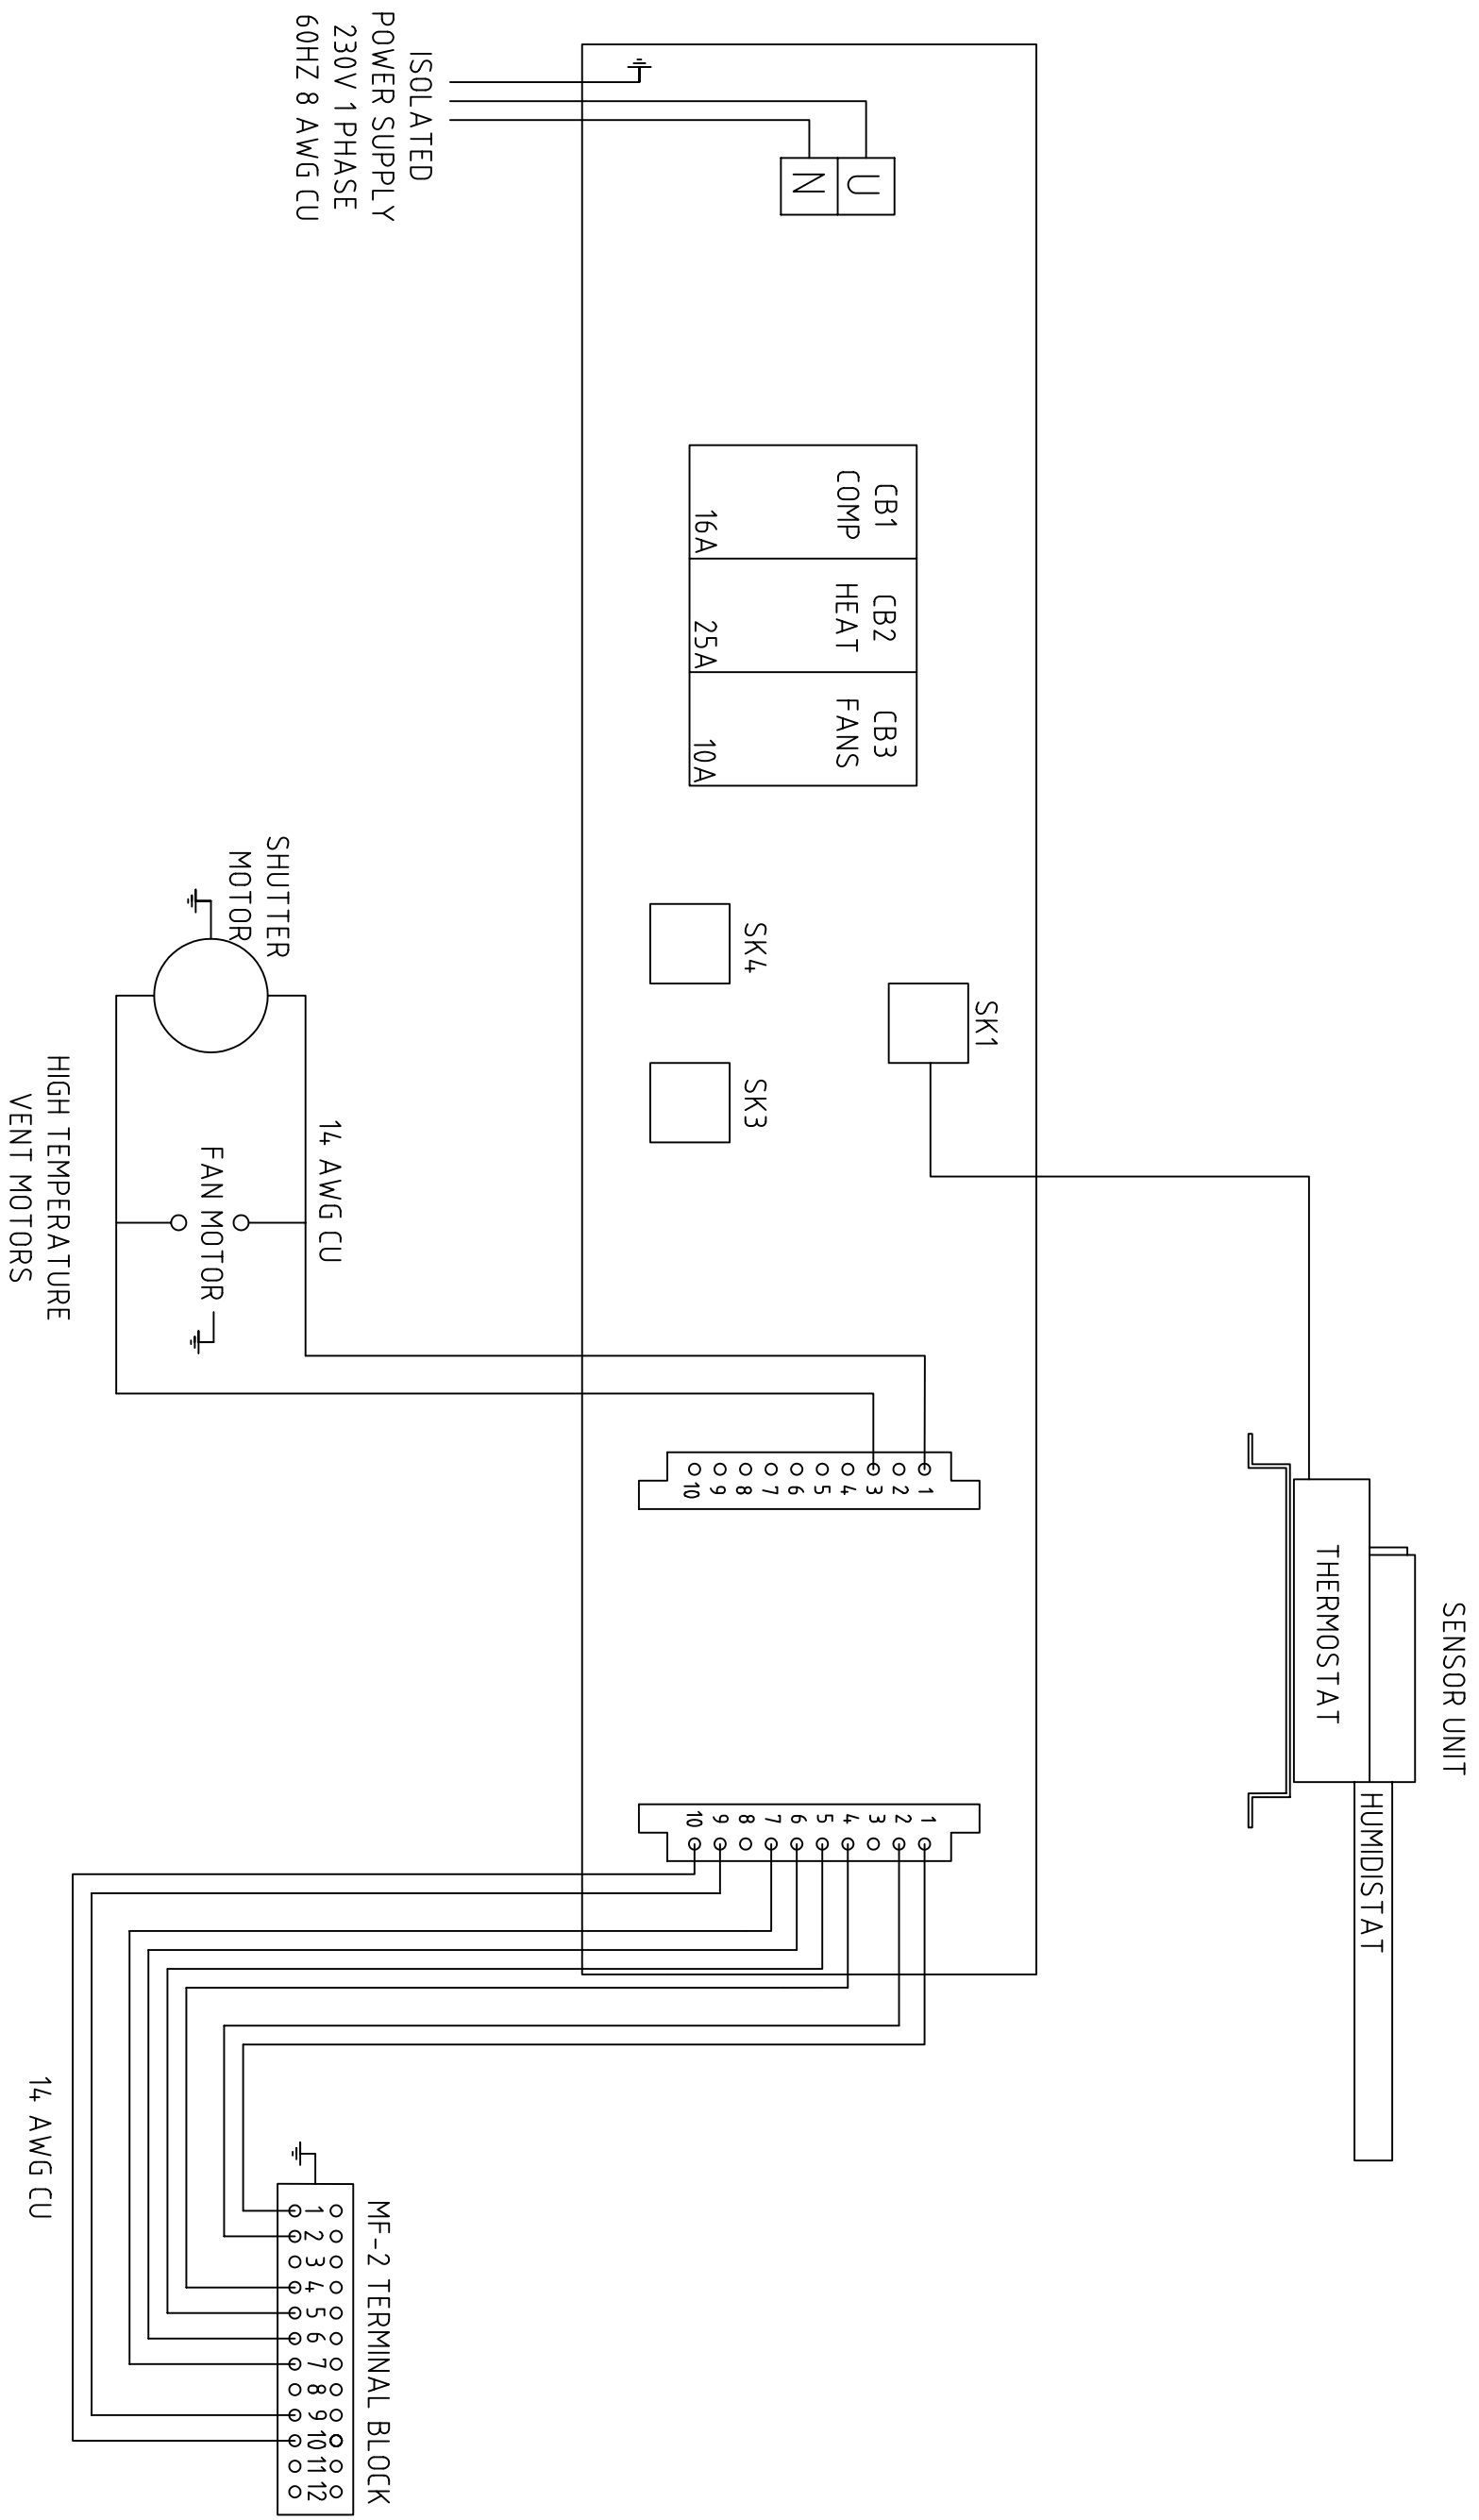 ISOLATED
POWER SUPPLY
230V 1 PHASE
60HZ 8 AWG CU
U
N
CB1
COMP
16A
CB2
HEAT
25A
CB3
FANS
10A
SK4
SK3
SK1
SHUTTER
MOTOR
14 AWG CU
FAN MOTOR
HIGH TEMPERATURE
VENT MOTORS
1 2 3 4 5 6 7 8 9 10
SENSOR UNIT
THERMOSTAT
HUMIDISTAT
1 2 3 4 5 6 7 8 9 10
14 AWG CU
MF-2 TERMINAL BLOCK
1 2 3 4 5 6 7 8 9 10 11 12